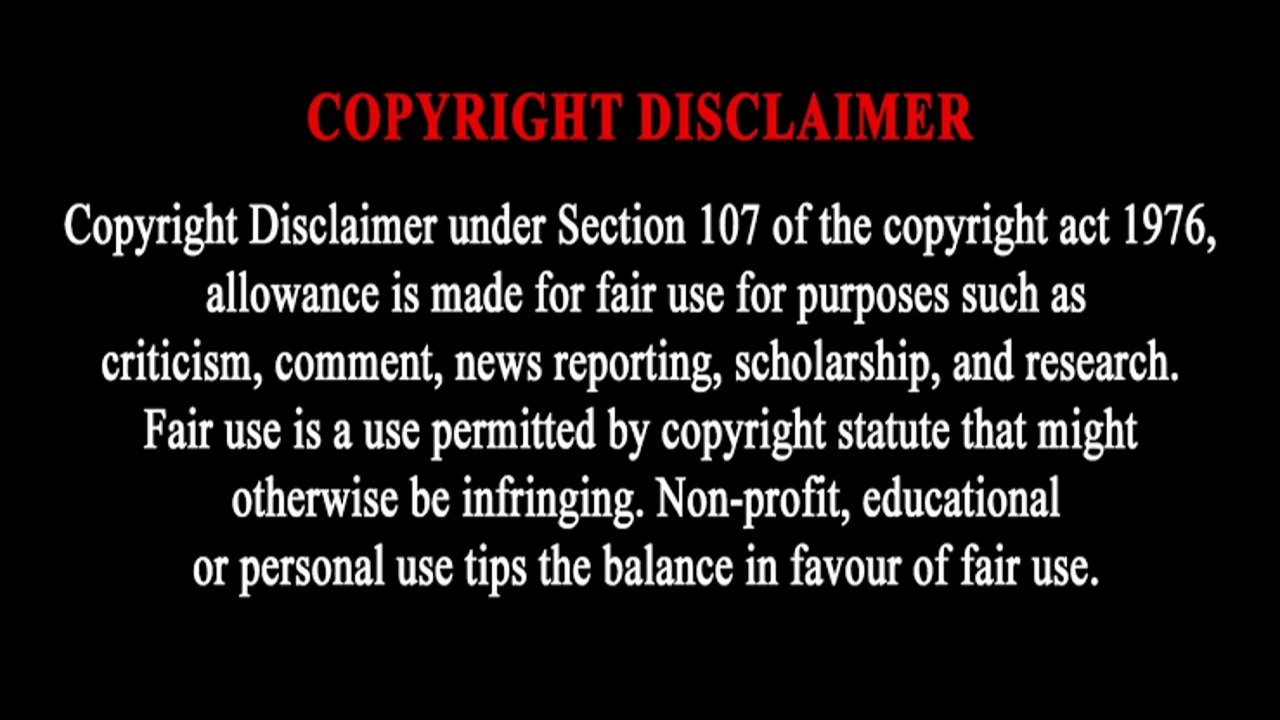 COPYRIGHT DISCLAIMER
Copyright Disclaimer under Section 107 of the copyright act 1976,
allowance is made for fair use for purposes such as
criticism, comment, news reporting, scholarship, and research.
Fair use is a use permitted by copyright statute that might
otherwise be infringing. Non-profit, educational
or personal use tips the balance in favour of fair use.